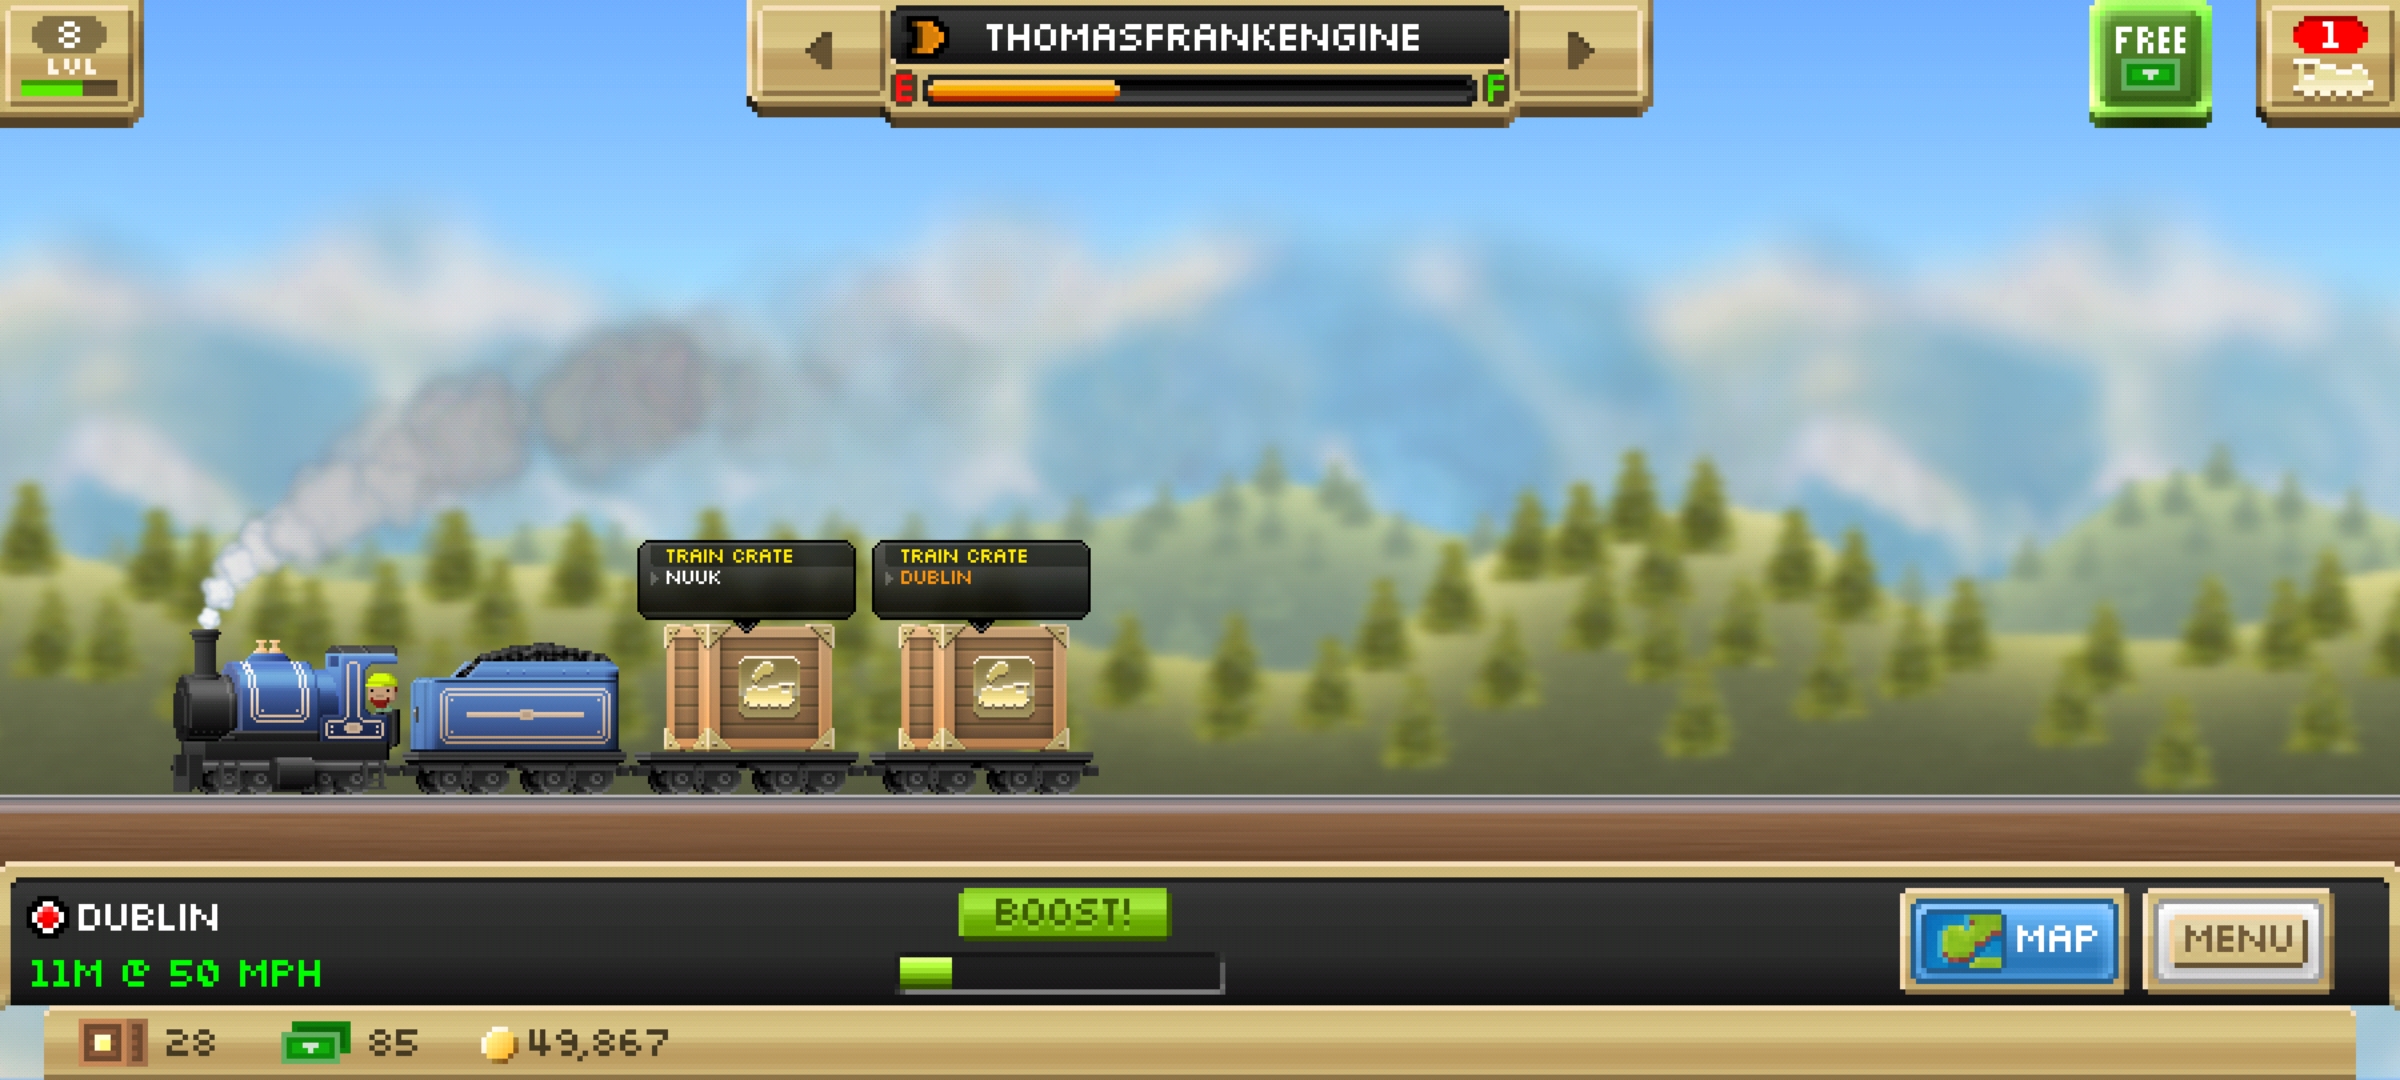 8
LVL
THOMASFRANKENGINE
E F
FREE
1
TRAIN CRATE
NUUK
TRAIN CRATE
DUBLIN
DUBLIN
11M @ 50 MPH
BOOST!
MAP
MENU
28
85
49,867